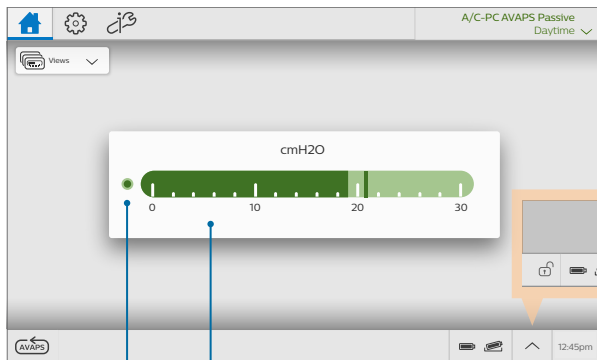 A/C-PC AVAPS Passive
Daytime
Views
cmH2O
0 10 20 30
AVAPS
12:45pm